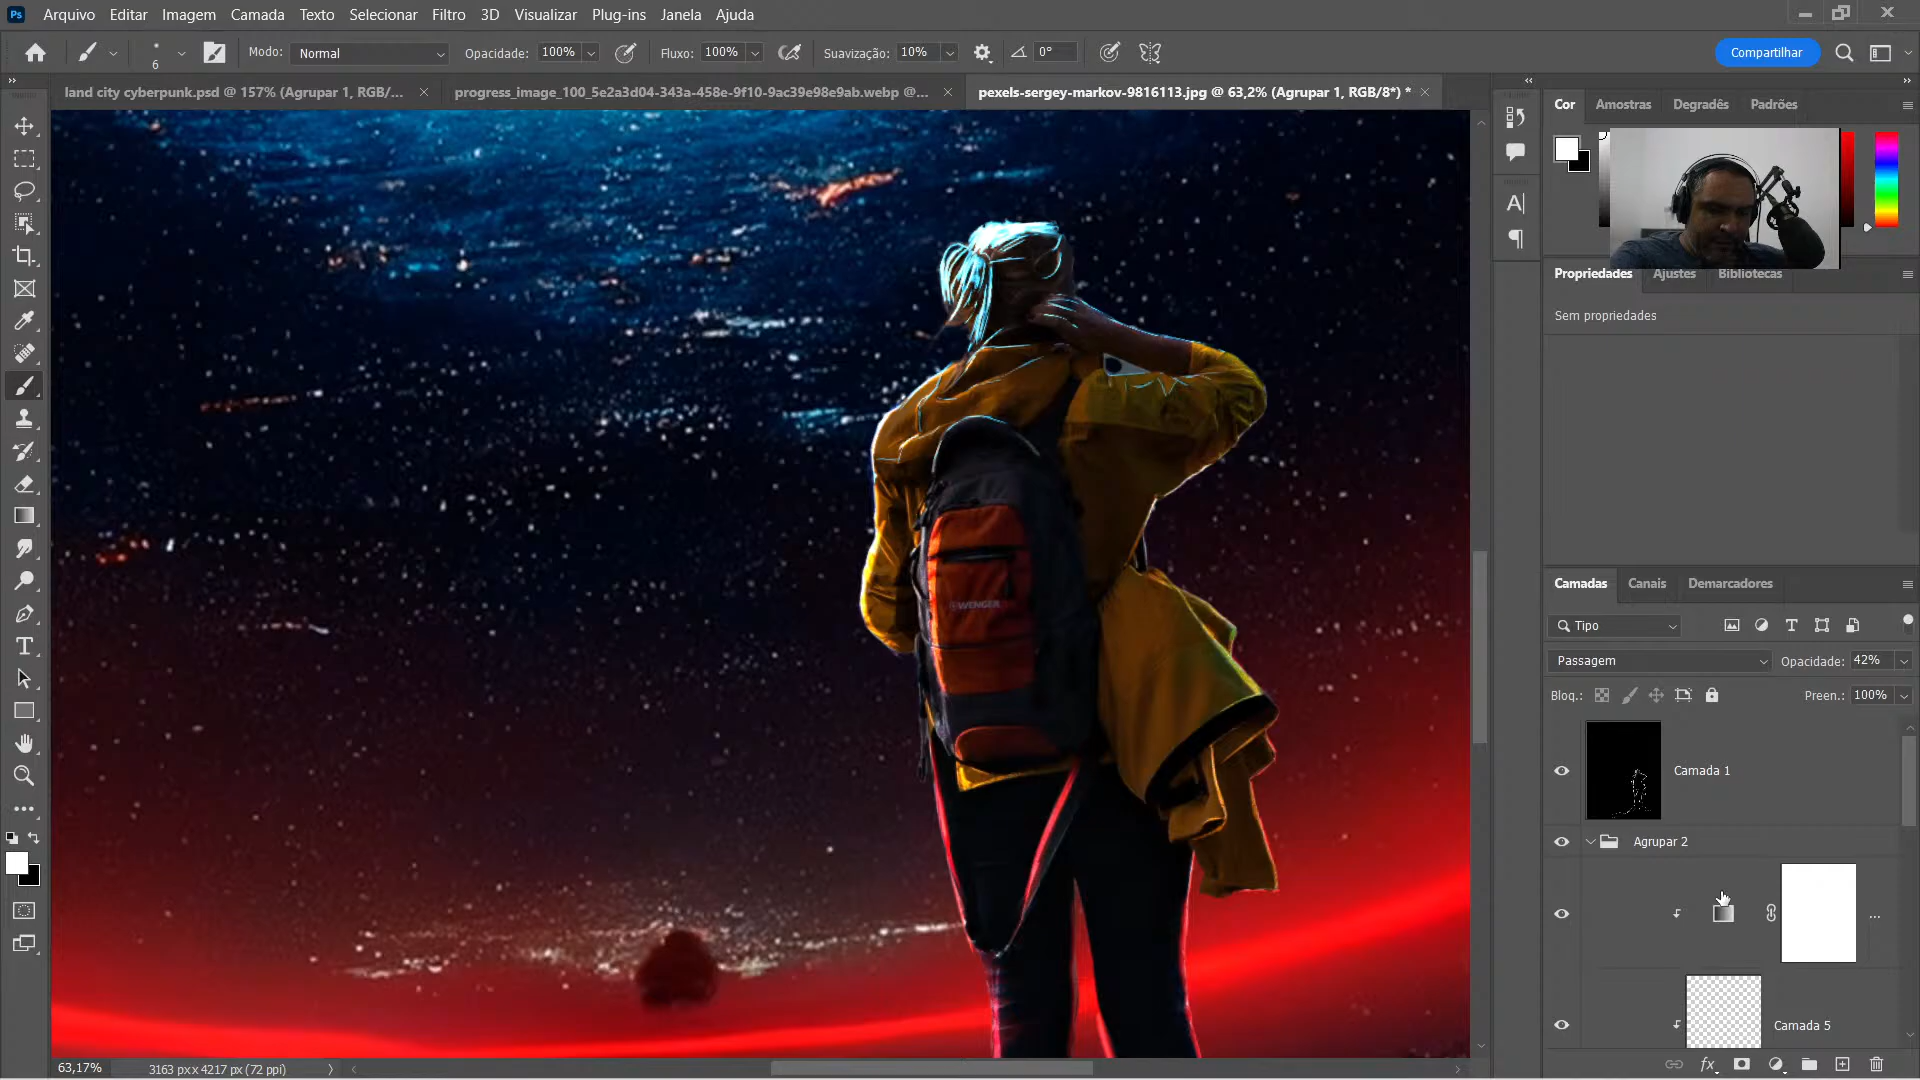 Ps Arquivo Editar Imagem Camada Texto Selecionar Filtro 3D Visualizar Plug-ins Janela Ajuda
6 Modo: Normal Opacidade: 100% Fluxo: 100% Suavização: 10% 0° Compartilhar
land city cyberpunk.psd @ 157% (Agrupar 1, RGB/... progress_image_100_5e2a3d04-343a-458e-9f10-9ac39e98e9ab.webp @... pexels-sergey-markov-9816113.jpg @ 63,2% (Agrupar 1, RGB/8*) *
Cor Amostras Degradês Padrões
Propriedades Ajustes Bibliotecas
Sem propriedades
WENGER
Camadas Canais Demarcadores
Tipo
Passagem Opacidade: 42%
Bloq.: Preen.: 100%
Camada 1
Agrupar 2
...
Camada 5
63,17% 3163 px x 4217 px (72 ppi)
fx